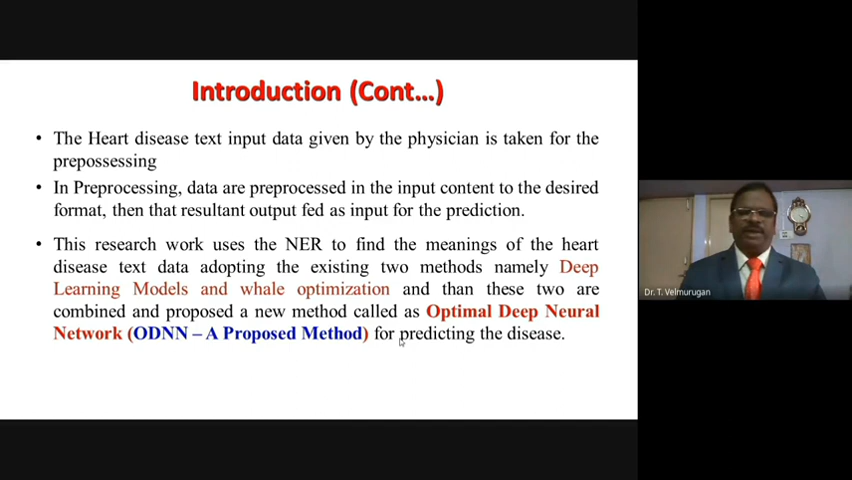 Introduction (Cont...)
• The Heart disease text input data given by the physician is taken for the
prepossessing
• In Preprocessing, data are preprocessed in the input content to the desired
format, then that resultant output fed as input for the prediction.
• This research work uses the NER to find the meanings of the heart
disease text data adopting the existing two methods namely Deep
Learning Models and whale optimization and than these two are
combined and proposed a new method called as Optimal Deep Neural
Network (ODNN – A Proposed Method) for predicting the disease.
Dr. T. Velmurugan